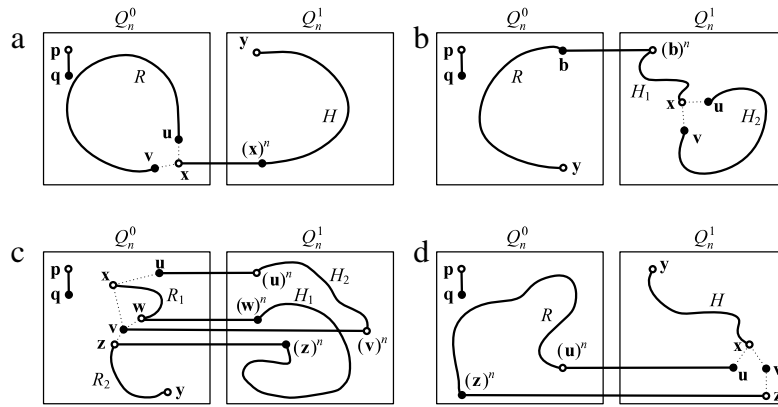 Q_n^0 Q_n^1 Q_n^0 Q_n^1
a b
p q R u v x y H (x)^n
p q R b y (b)^n H_1 x u v H_2
Q_n^0 Q_n^1 Q_n^0 Q_n^1
c d
p q x u R_1 w v z R_2 y (u)^n H_2 (w)^n H_1 (z)^n (v)^n
p q R (u)^n (z)^n y H x u v z